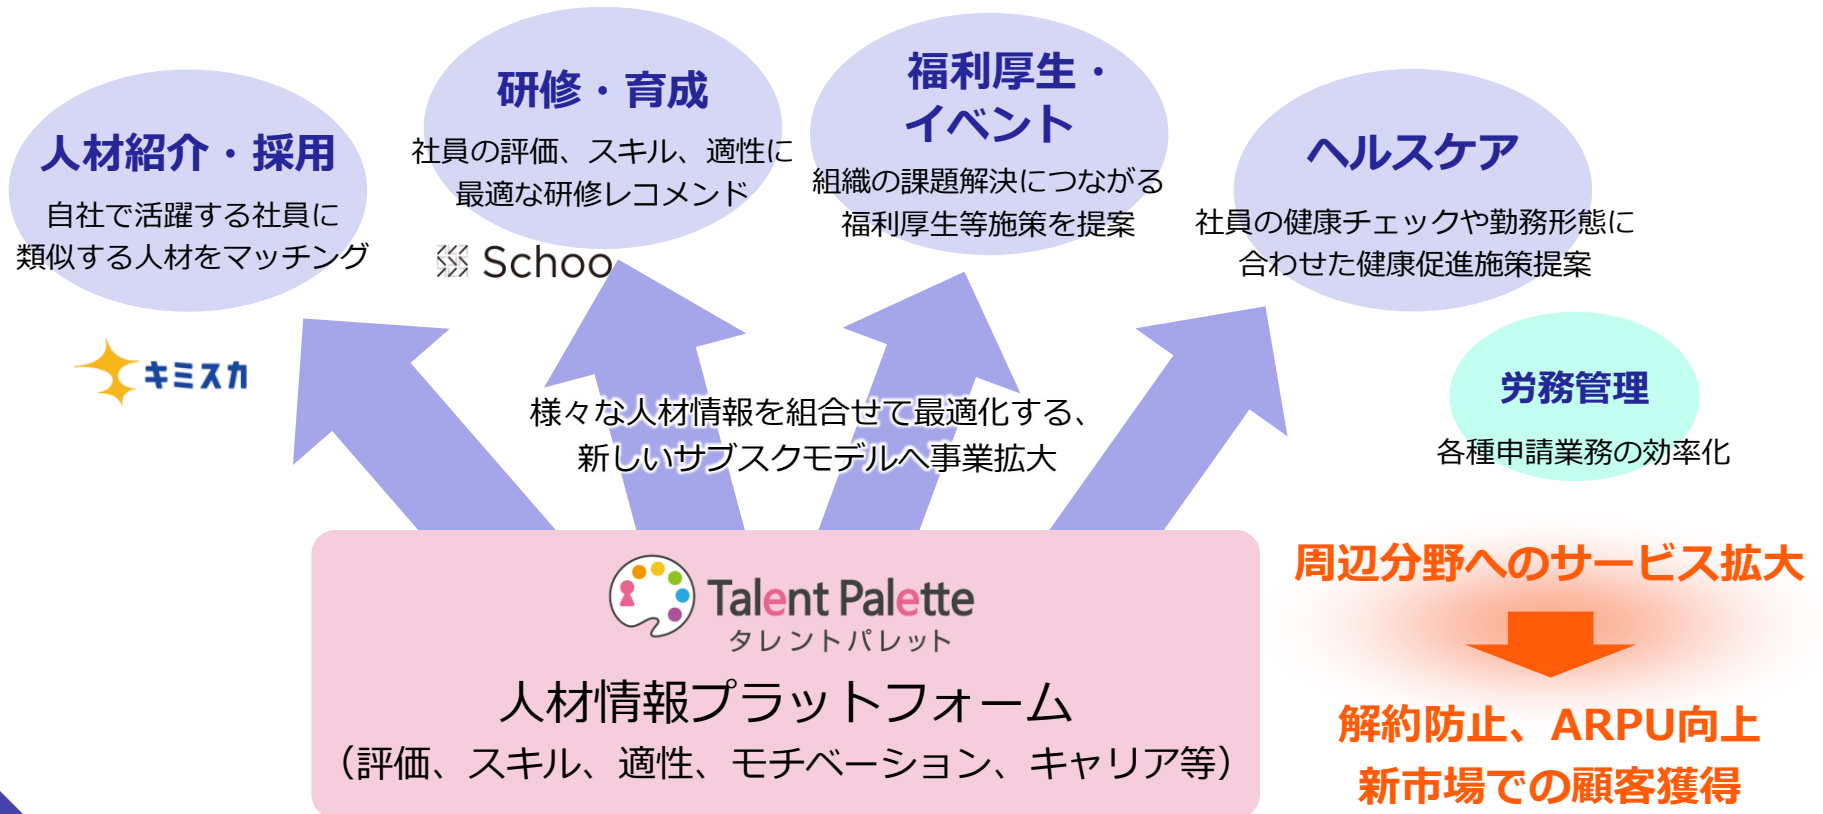 人材紹介・採用
自社で活躍する社員に
類似する人材をマッチング
キミスカ
研修・育成
社員の評価、スキル、適性に
最適な研修レコメンド
Schoo
福利厚生・
イベント
組織の課題解決につながる
福利厚生等施策を提案
ヘルスケア
社員の健康チェックや勤務形態に
合わせた健康促進施策提案
労務管理
各種申請業務の効率化
様々な人材情報を組合せて最適化する、
新しいサブスクモデルへ事業拡大
Talent Palette
タレントパレット
人材情報プラットフォーム
（評価、スキル、適性、モチベーション、キャリア等）
周辺分野へのサービス拡大
解約防止、ARPU向上
新市場での顧客獲得